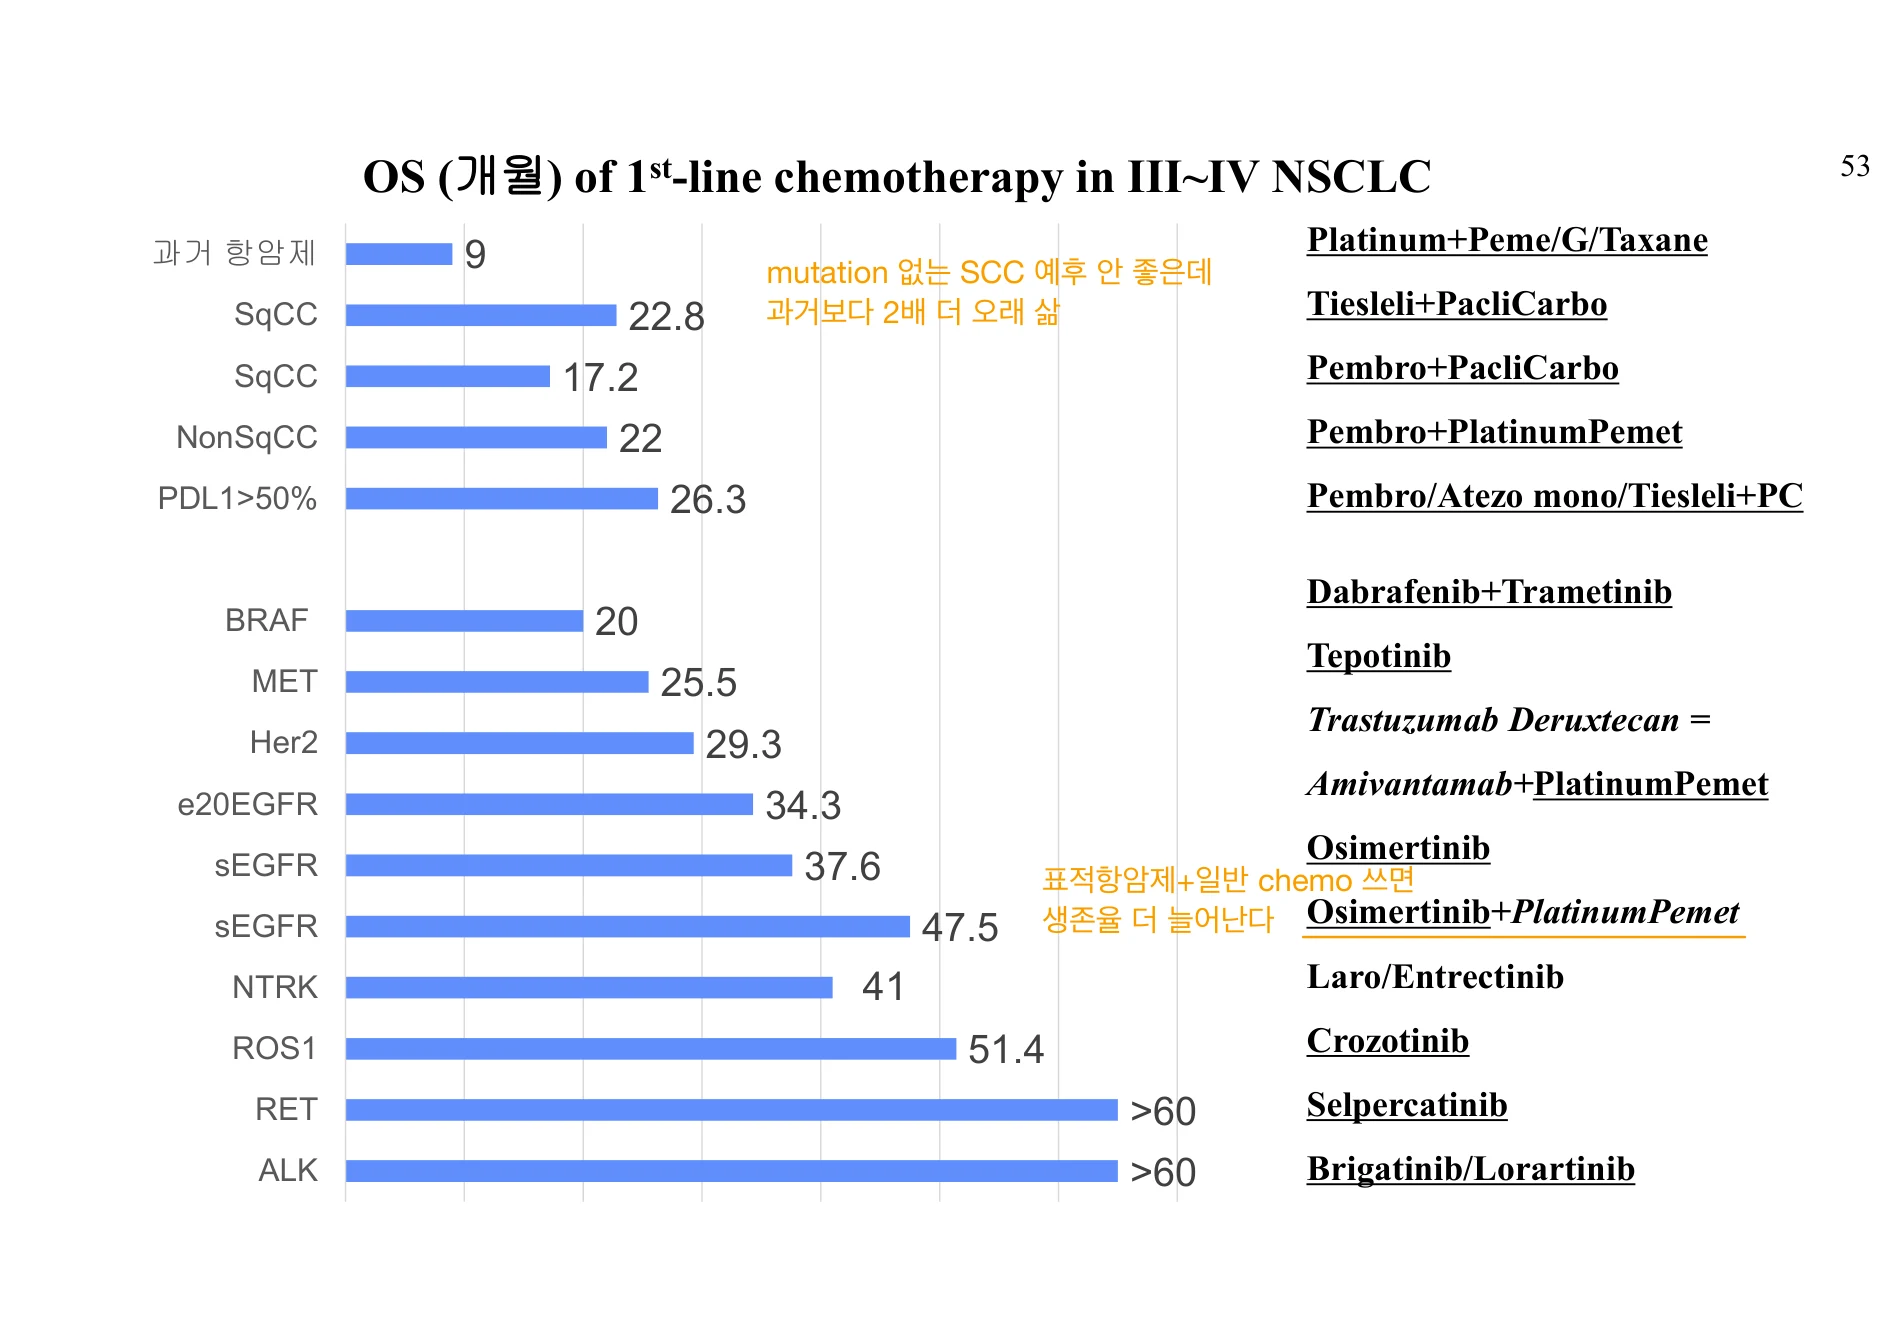 OS (개월) of 1st-line chemotherapy in III~IV NSCLC
53
과거 항암제 9 Platinum+Peme/G/Taxane
mutation 없는 SCC 예후 안 좋은데
과거보다 2배 더 오래 삶
SqCC 22.8 Tiesleli+PacliCarbo
SqCC 17.2 Pembro+PacliCarbo
NonSqCC 22 Pembro+PlatinumPemet
PDL1>50% 26.3 Pembro/Atezo mono/Tiesleli+PC
BRAF 20 Dabrafenib+Trametinib
MET 25.5 Tepotinib
Her2 29.3 Trastuzumab Deruxtecan =
e20EGFR 34.3 Amivantamab+PlatinumPemet
sEGFR 37.6 Osimertinib
표적항암제+일반 chemo 쓰면
생존율 더 늘어난다
sEGFR 47.5 Osimertinib+PlatinumPemet
NTRK 41 Laro/Entrectinib
ROS1 51.4 Crozotinib
RET >60 Selpercatinib
ALK >60 Brigatinib/Lorartinib